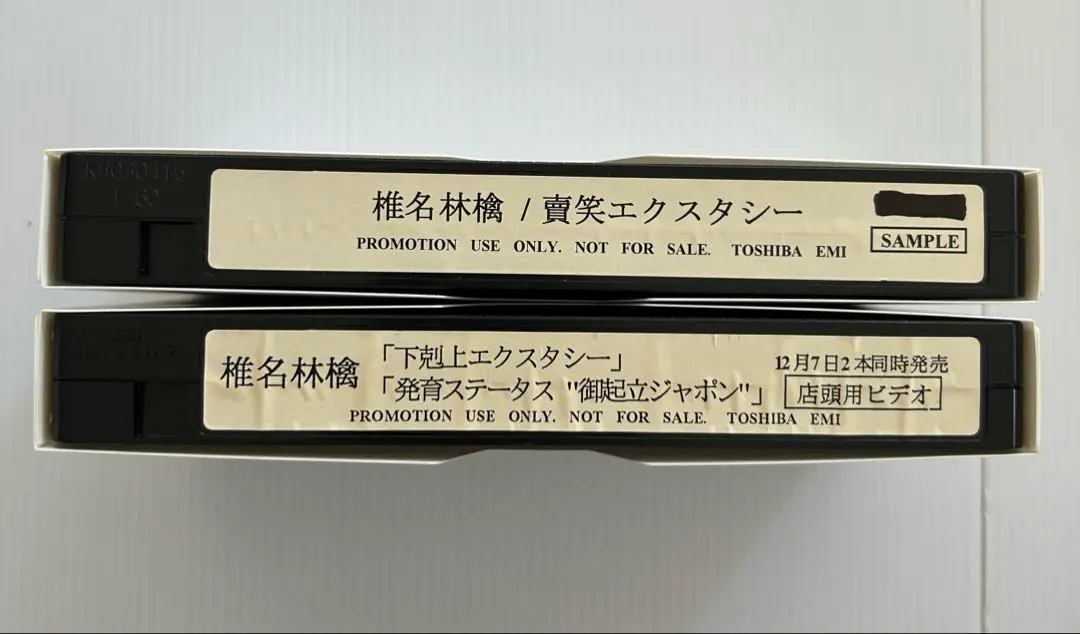 椎名林檎 / 賣笑エクスタシー
PROMOTION USE ONLY. NOT FOR SALE. TOSHIBA EMI
SAMPLE
椎名林檎
「下剋上エクスタシー」
「発育ステータス "御起立ジャポン"」
12月7日2本同時発売
店頭用ビデオ
PROMOTION USE ONLY. NOT FOR SALE. TOSHIBA EMI